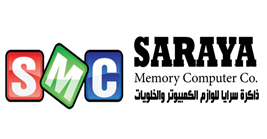 SMC
SARAYA
Memory Computer Co.
ذاكرة سرايا للوازم الكمبيوتر والخلويات